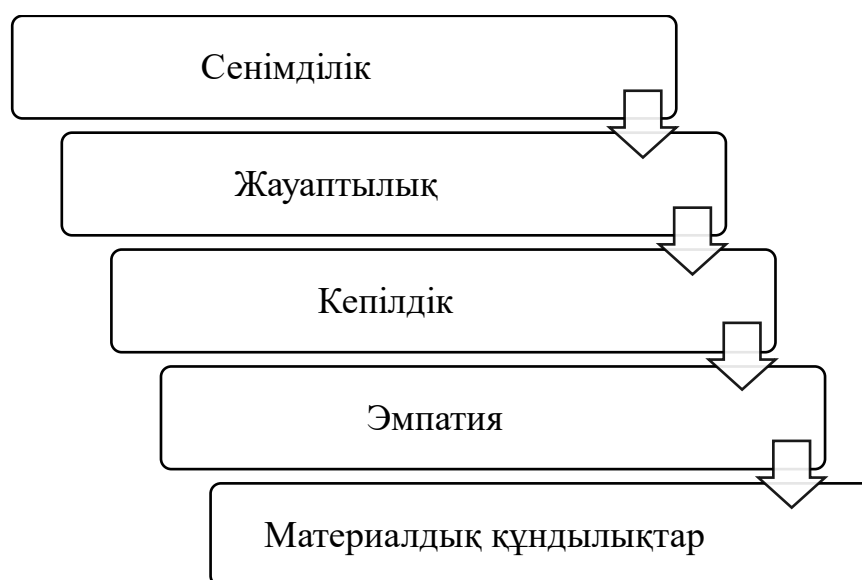 Сенімділік
Жауаптылық
Кепілдік
Эмпатия
Материалдық құндылықтар